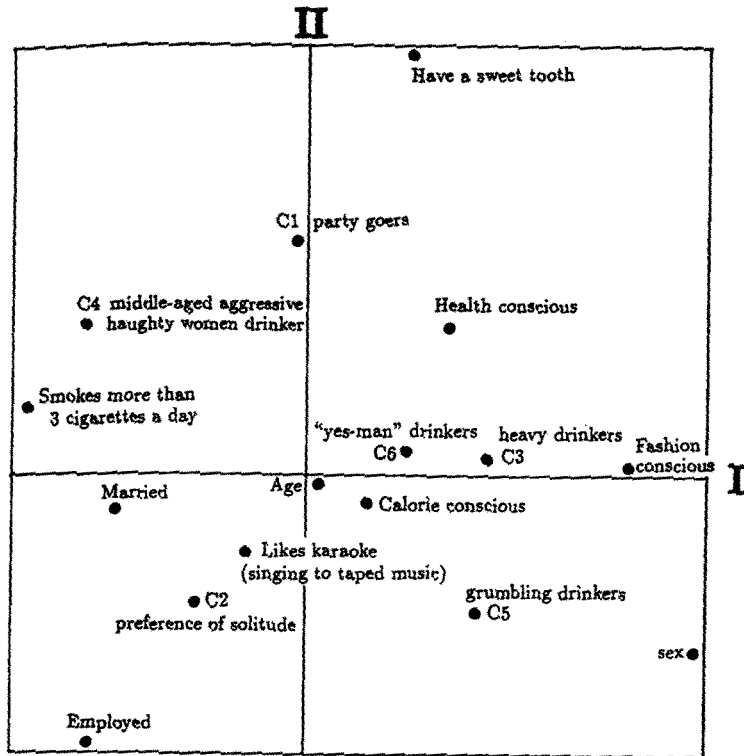 II
Have a sweet tooth
C1 party goers
C4 middle-aged aggressive
haughty women drinker
Health conscious
Smokes more than
3 cigarettes a day
"yes-man" drinkers
C6
heavy drinkers
C3
Fashion
conscious
I
Age
Married
Calorie conscious
Likes karaoke
(singing to taped music)
C2
preference of solitude
grumbling drinkers
C5
sex
Employed